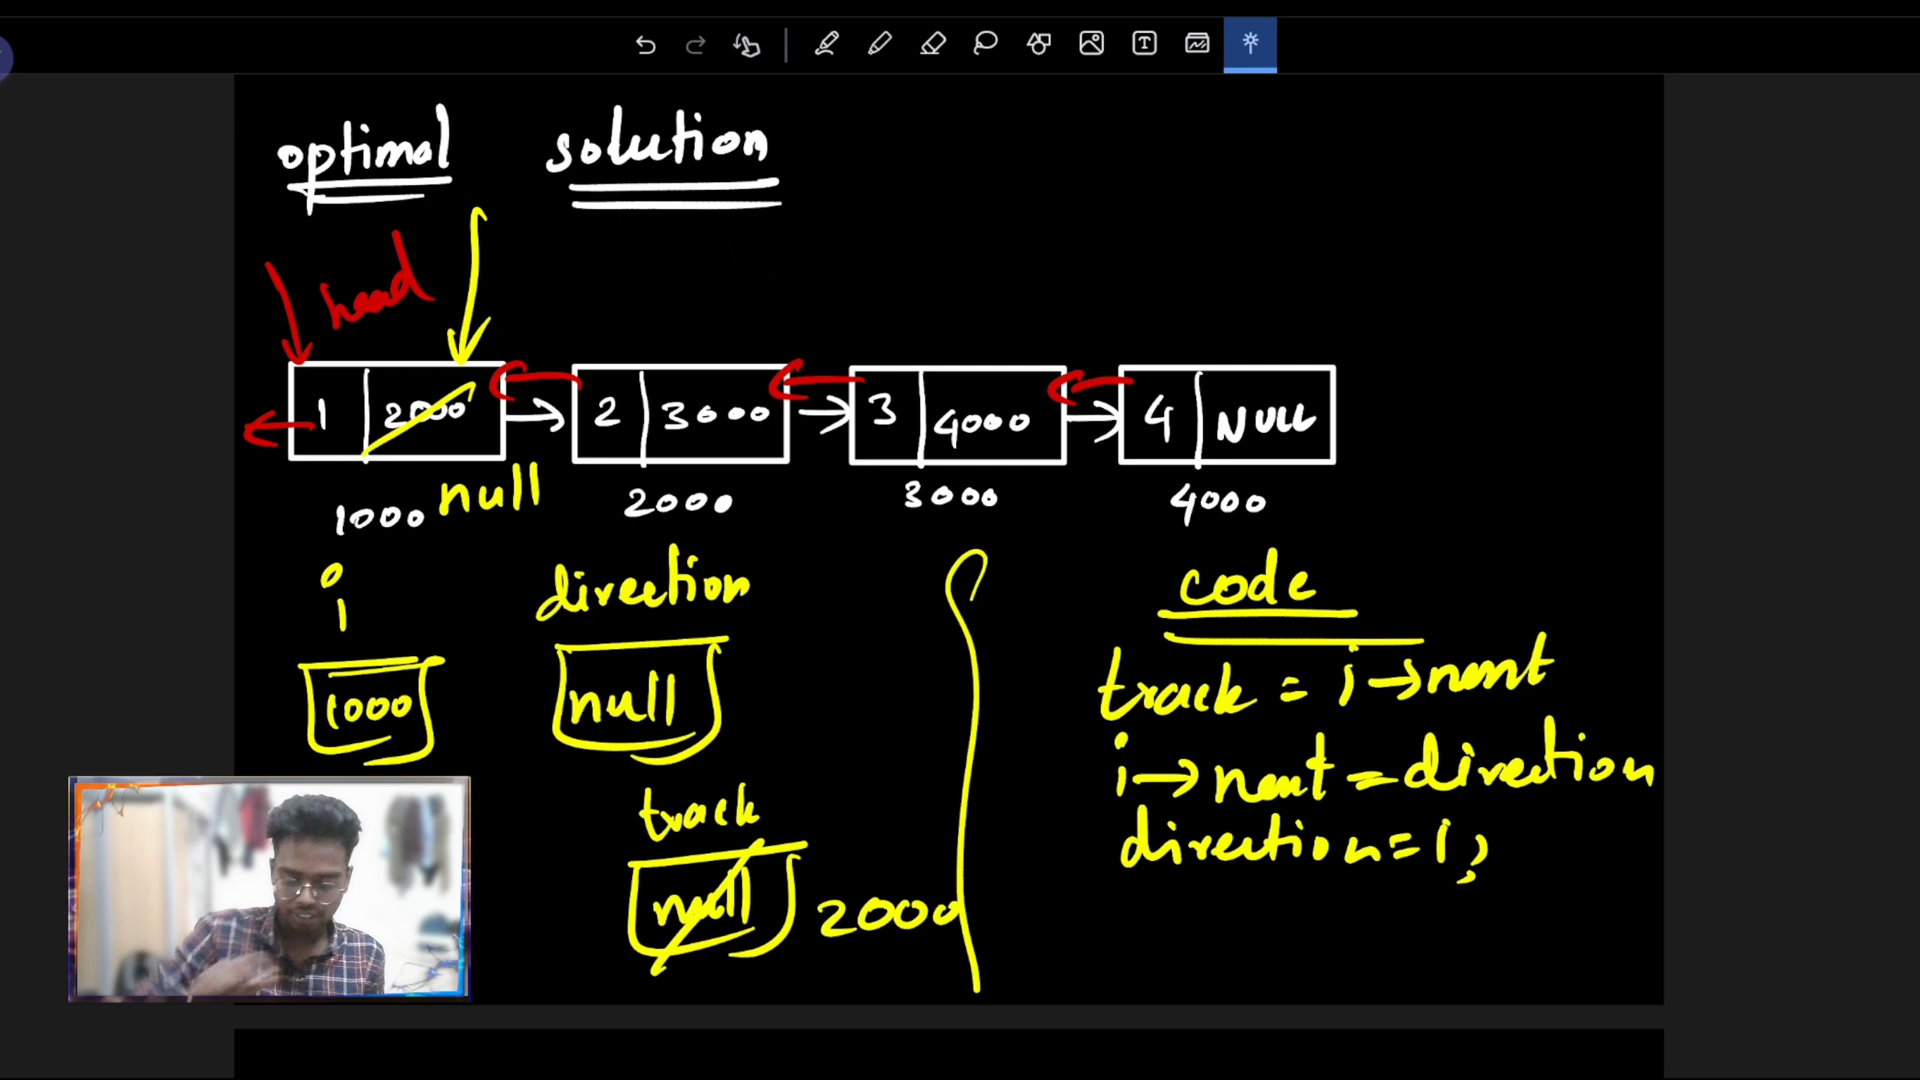 optimal solution
head
1 2000 2 3000 3 4000 4 NULL
1000 null 2000 3000 4000
i direction
1000 null
track
null 2000
code
track = i→next
i→next = direction
direction = i;